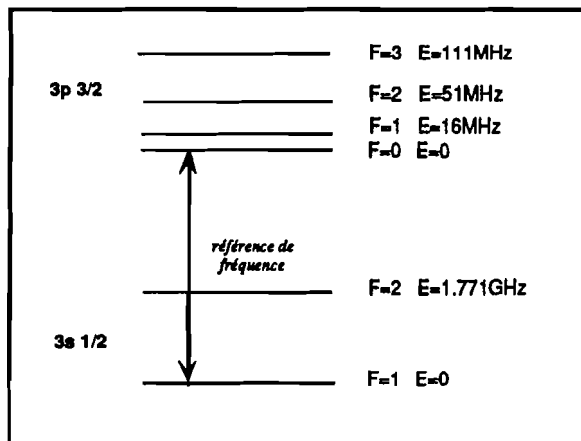 F=3 E=111MHz
3p 3/2
F=2 E=51MHz
F=1 E=16MHz
F=0 E=0
référence de
fréquence
F=2 E=1.771GHz
3s 1/2
F=1 E=0